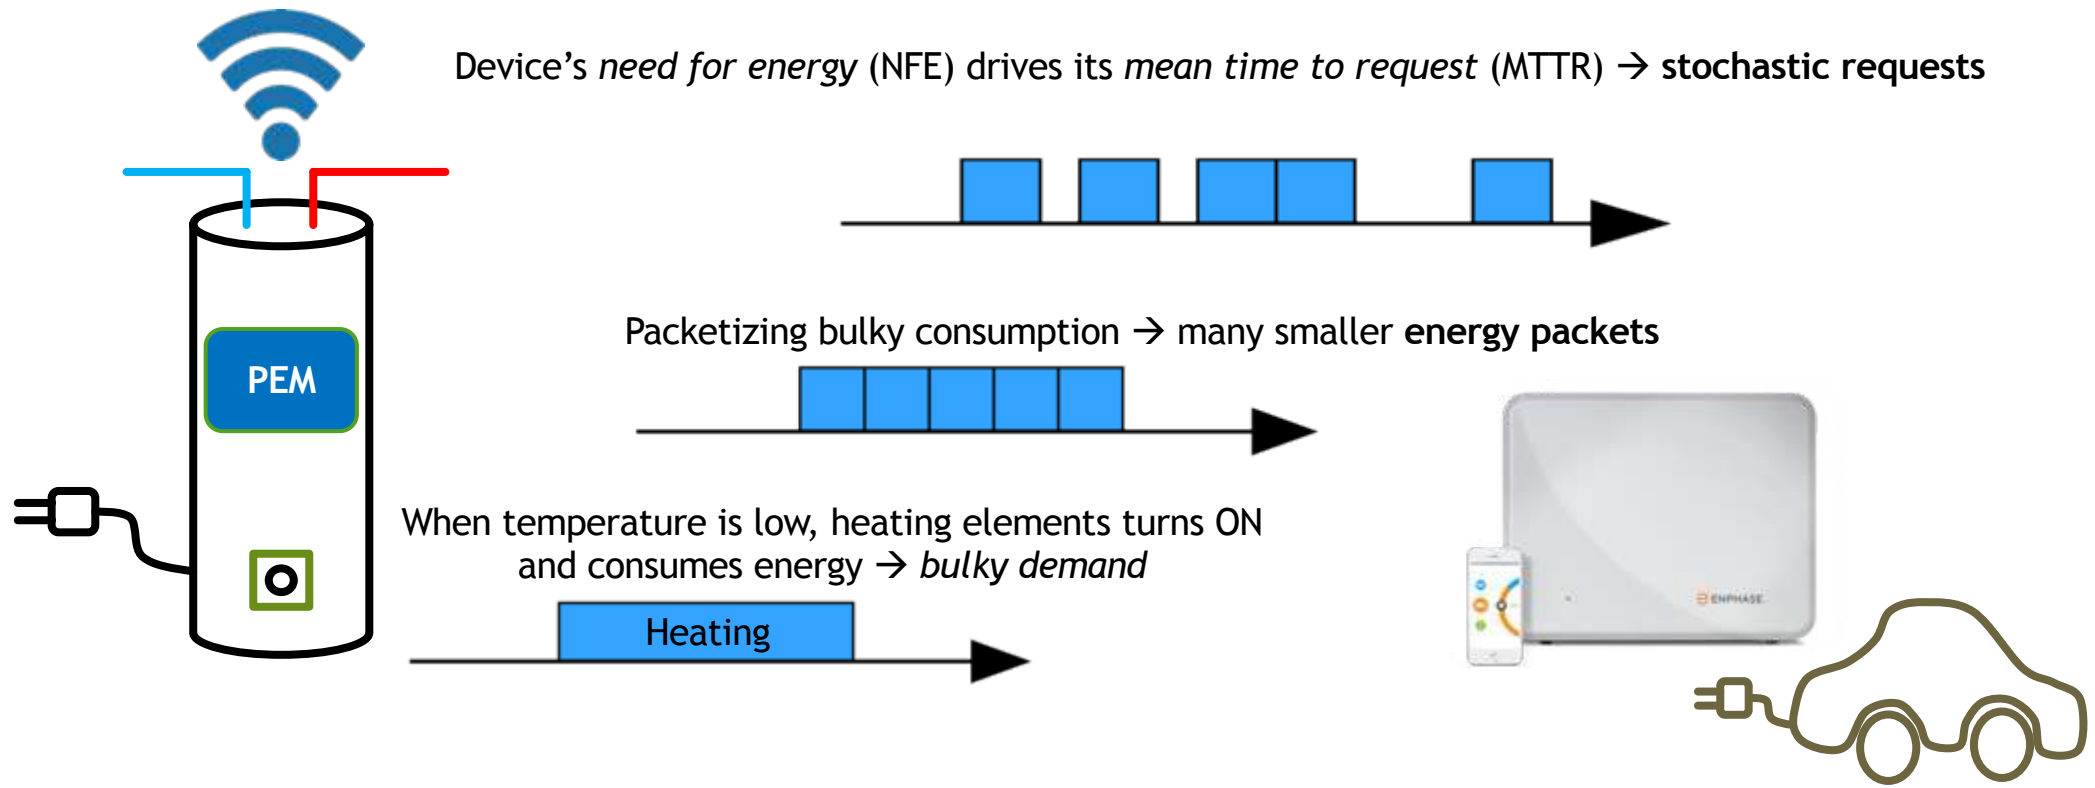 Device’s need for energy (NFE) drives its mean time to request (MTTR) → stochastic requests
Packetizing bulky consumption → many smaller energy packets
PEM
When temperature is low, heating elements turns ON
and consumes energy → bulky demand
Heating
ENPHASE